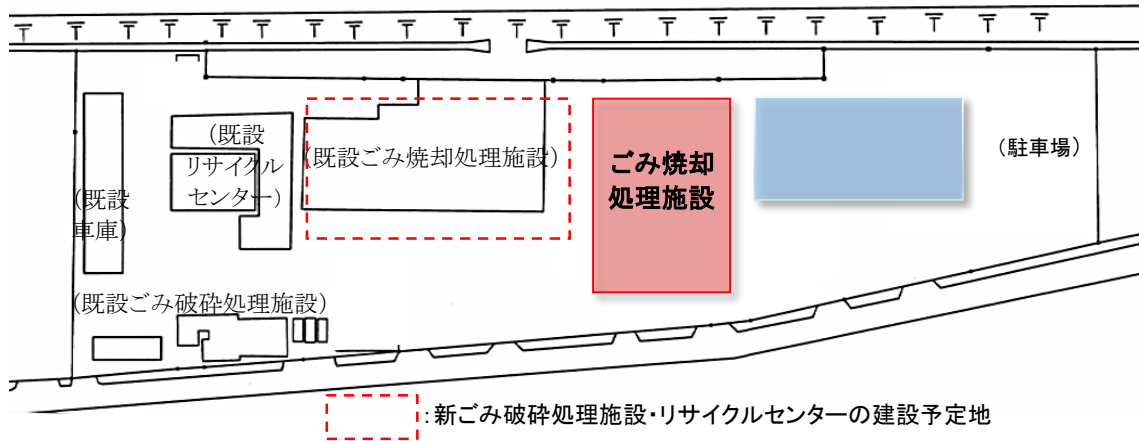 (既設
リサイクル
センター)
(既設ごみ焼却処理施設)
ごみ焼却
処理施設
(駐車場)
(既設
車庫)
(既設ごみ破砕処理施設)
:新ごみ破砕処理施設・リサイクルセンターの建設予定地